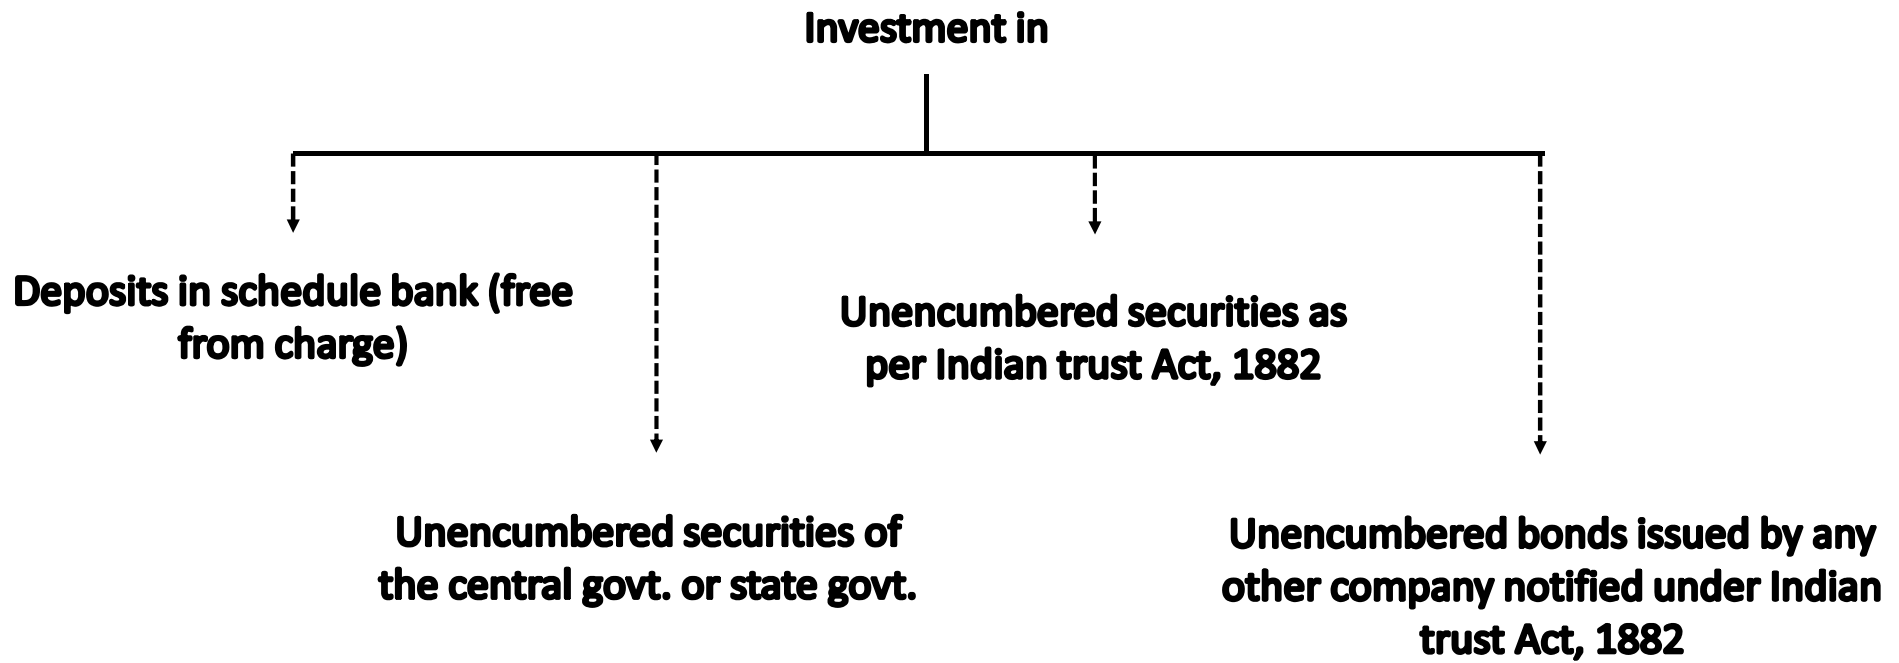 Investment in
Deposits in schedule bank (free
from charge)
Unencumbered securities of
the central govt. or state govt.
Unencumbered securities as
per Indian trust Act, 1882
Unencumbered bonds issued by any
other company notified under Indian
trust Act, 1882